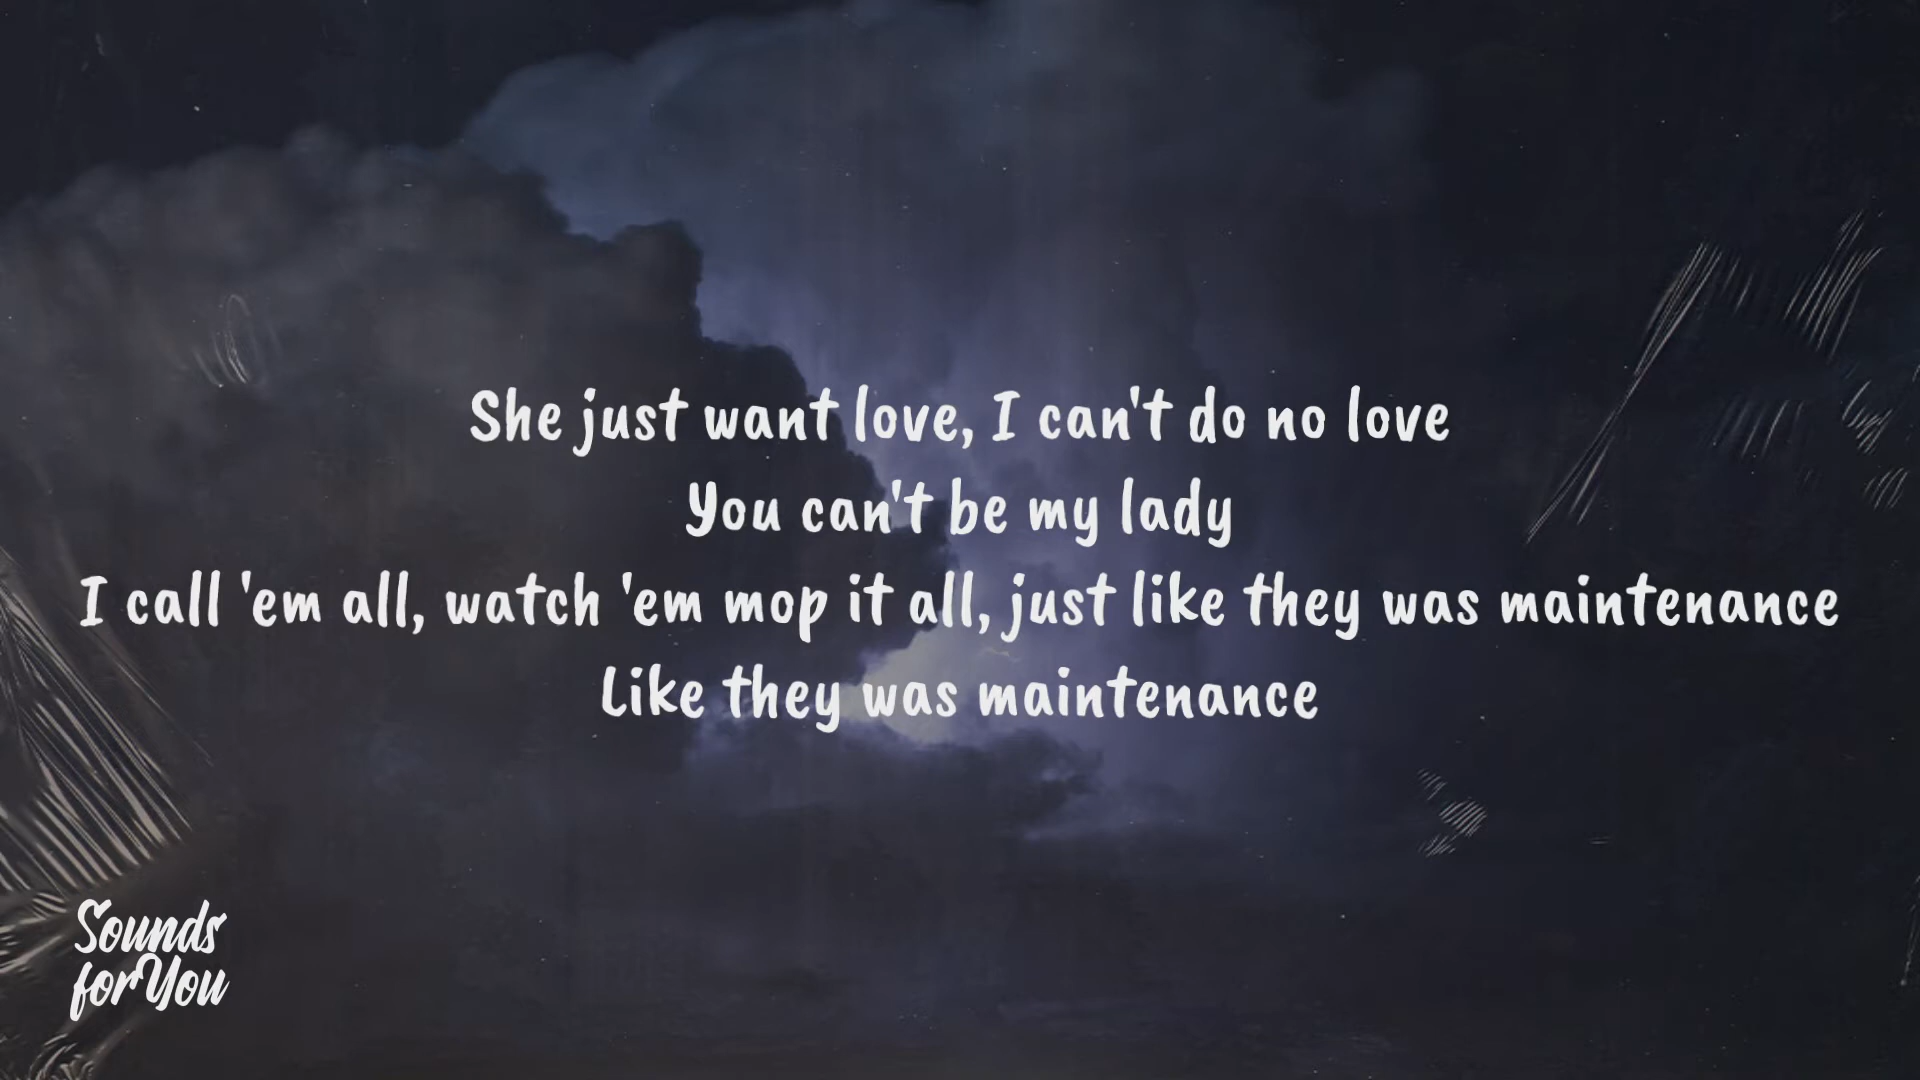 She just want love, I can't do no love
You can't be my lady
I call 'em all, watch 'em mop it all, just like they was maintenance
Like they was maintenance
Sounds
for You